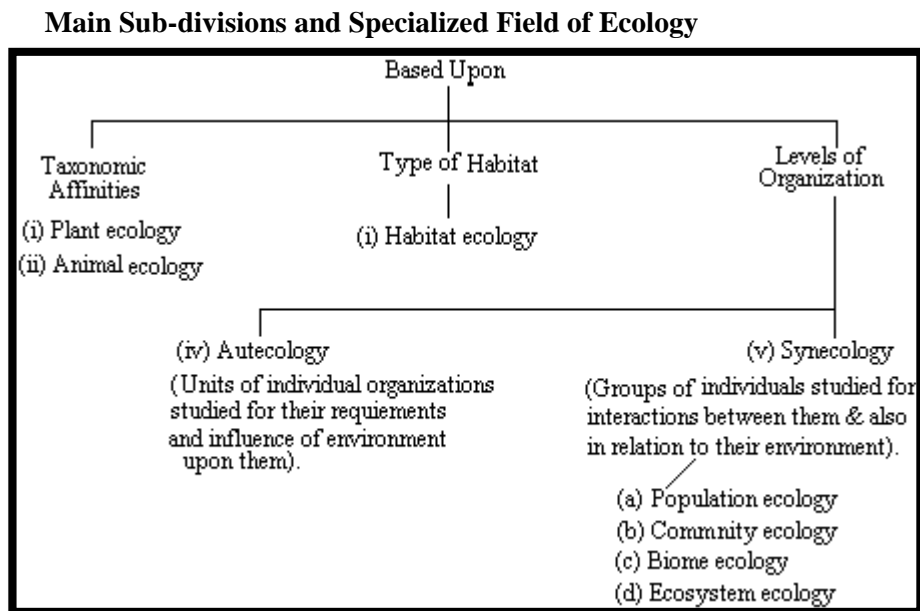 Main Sub-divisions and Specialized Field of Ecology
Based Upon
Taxonomic
Affinities
(i) Plant ecology
(ii) Animal ecology
Type of Habitat
(i) Habitat ecology
Levels of
Organization
(iv) Autecology
(Units of individual organizations
studied for their requiements
and influence of environment
upon them).
(v) Synecology
(Groups of individuals studied for
interactions between them & also
in relation to their environment).
(a) Population ecology
(b) Commnity ecology
(c) Biome ecology
(d) Ecosystem ecology